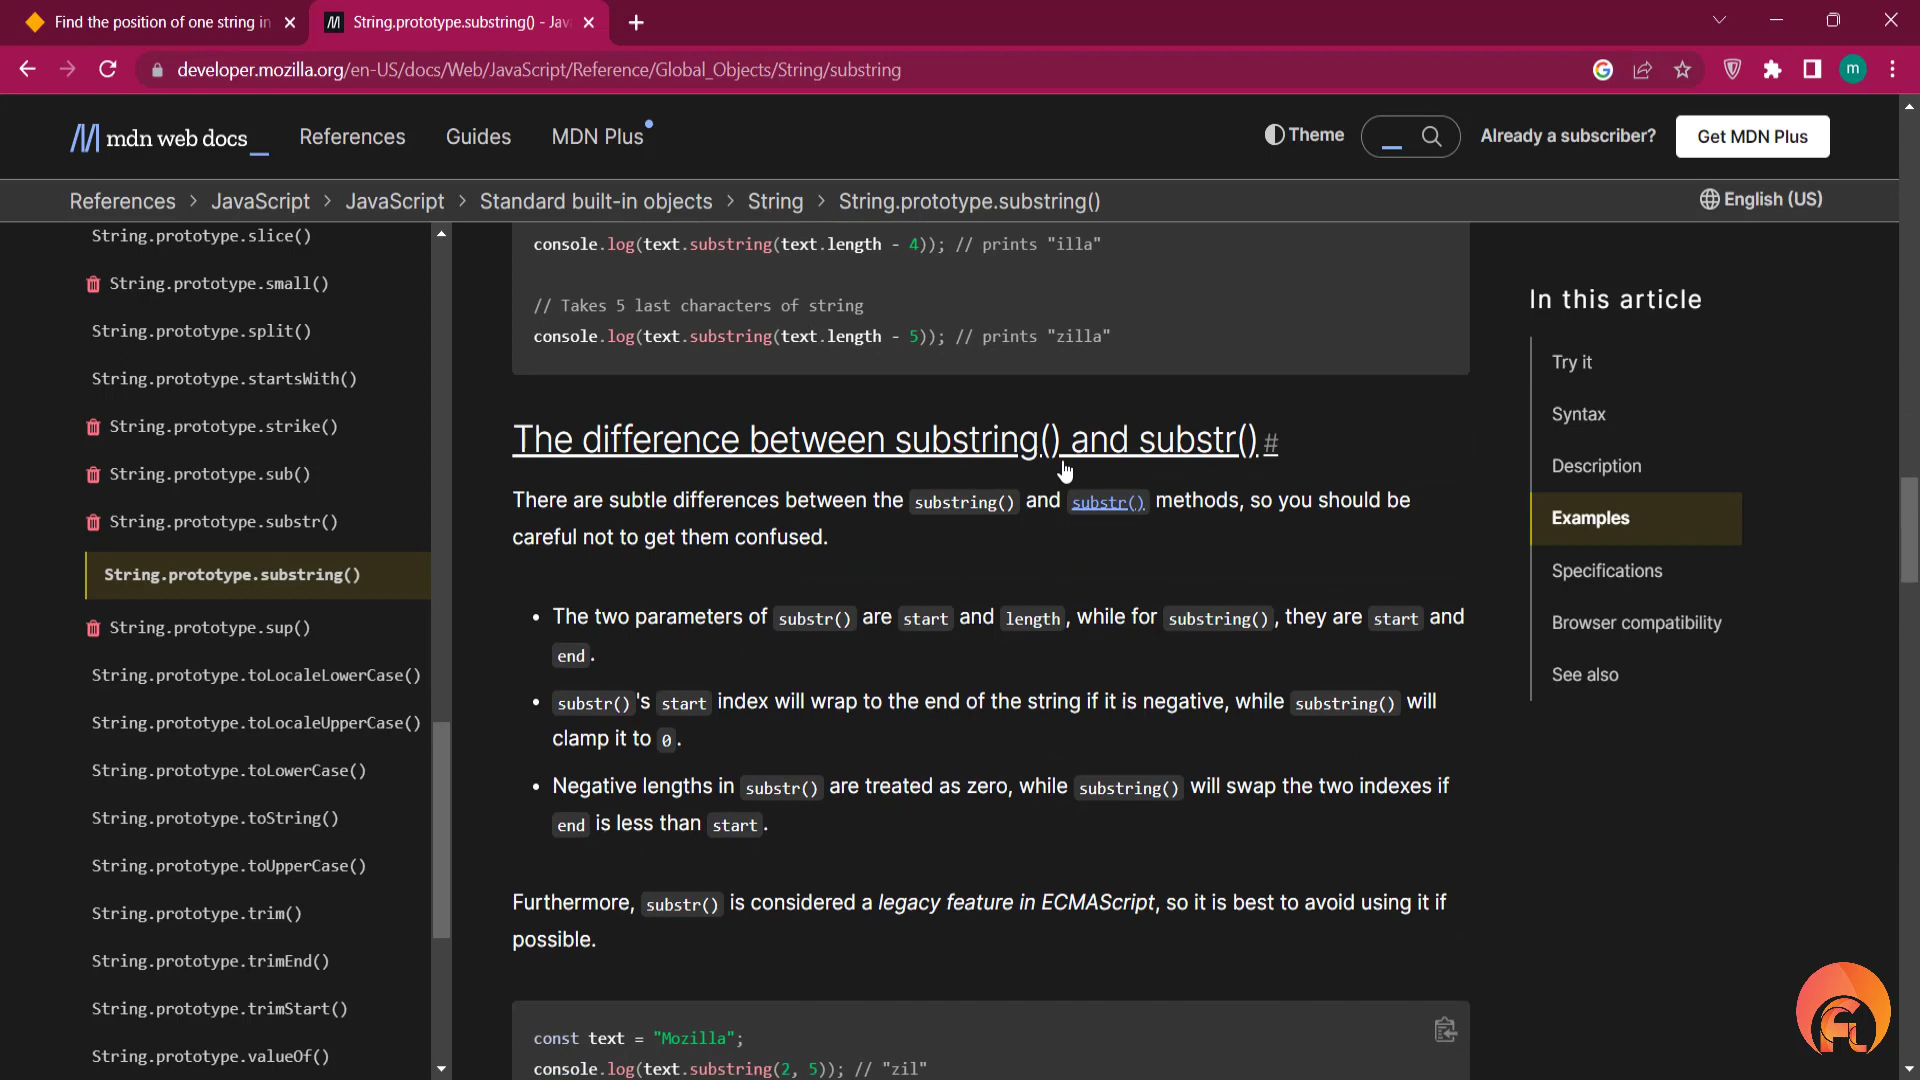 Find the position of one string in
String.prototype.substring() - Jav
developer.mozilla.org/en-US/docs/Web/JavaScript/Reference/Global_Objects/String/substring
m
mdn web docs_
References
Guides
MDN Plus
Theme
Already a subscriber?
Get MDN Plus
References > JavaScript > JavaScript > Standard built-in objects > String > String.prototype.substring()
English (US)
String.prototype.slice()
String.prototype.small()
String.prototype.split()
String.prototype.startsWith()
String.prototype.strike()
String.prototype.sub()
String.prototype.substr()
String.prototype.substring()
String.prototype.sup()
String.prototype.toLocaleLowerCase()
String.prototype.toLocaleUpperCase()
String.prototype.toLowerCase()
String.prototype.toString()
String.prototype.toUpperCase()
String.prototype.trim()
String.prototype.trimEnd()
String.prototype.trimStart()
String.prototype.valueOf()
console.log(text.substring(text.length - 4)); // prints "illa"
// Takes 5 last characters of string
console.log(text.substring(text.length - 5)); // prints "zilla"
The difference between substring() and substr() #
There are subtle differences between the substring() and substr() methods, so you should be
careful not to get them confused.
• The two parameters of substr() are start and length, while for substring(), they are start and
end.
• substr()'s start index will wrap to the end of the string if it is negative, while substring() will
clamp it to 0.
• Negative lengths in substr() are treated as zero, while substring() will swap the two indexes if
end is less than start.
Furthermore, substr() is considered a legacy feature in ECMAScript, so it is best to avoid using it if
possible.
const text = "Mozilla";
console.log(text.substring(2, 5)); // "zil"
In this article
Try it
Syntax
Description
Examples
Specifications
Browser compatibility
See also